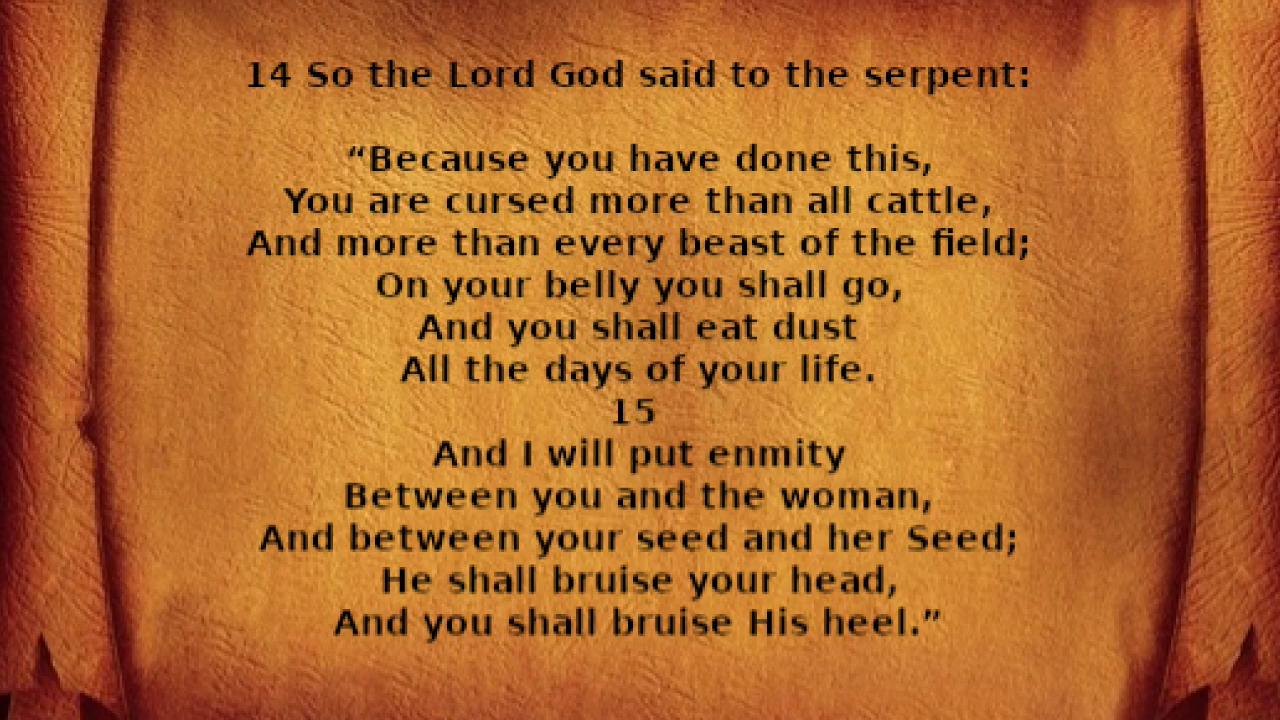 14 So the Lord God said to the serpent:
“Because you have done this,
You are cursed more than all cattle,
And more than every beast of the field;
On your belly you shall go,
And you shall eat dust
All the days of your life.
15
And I will put enmity
Between you and the woman,
And between your seed and her Seed;
He shall bruise your head,
And you shall bruise His heel.”